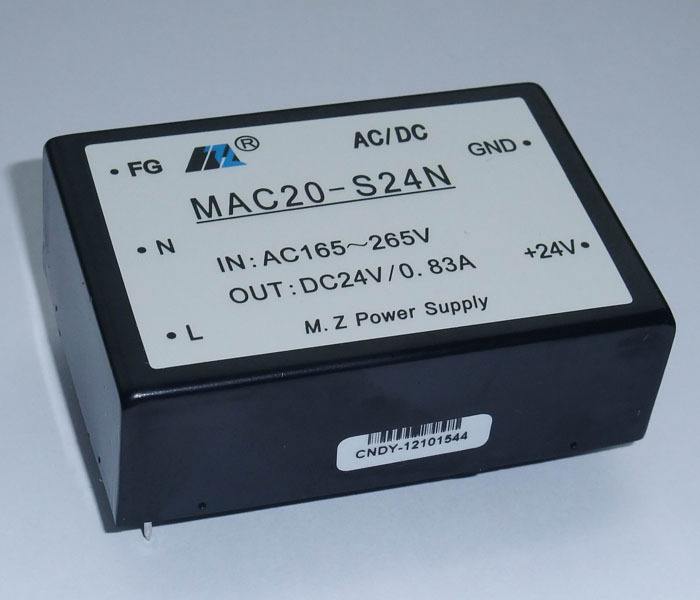 • FG
®
AC/DC
GND •
MAC20-S24N
• N
IN: AC165~265V
+24V •
OUT: DC24V/0.83A
• L
M.Z Power Supply
CNDY-12101544